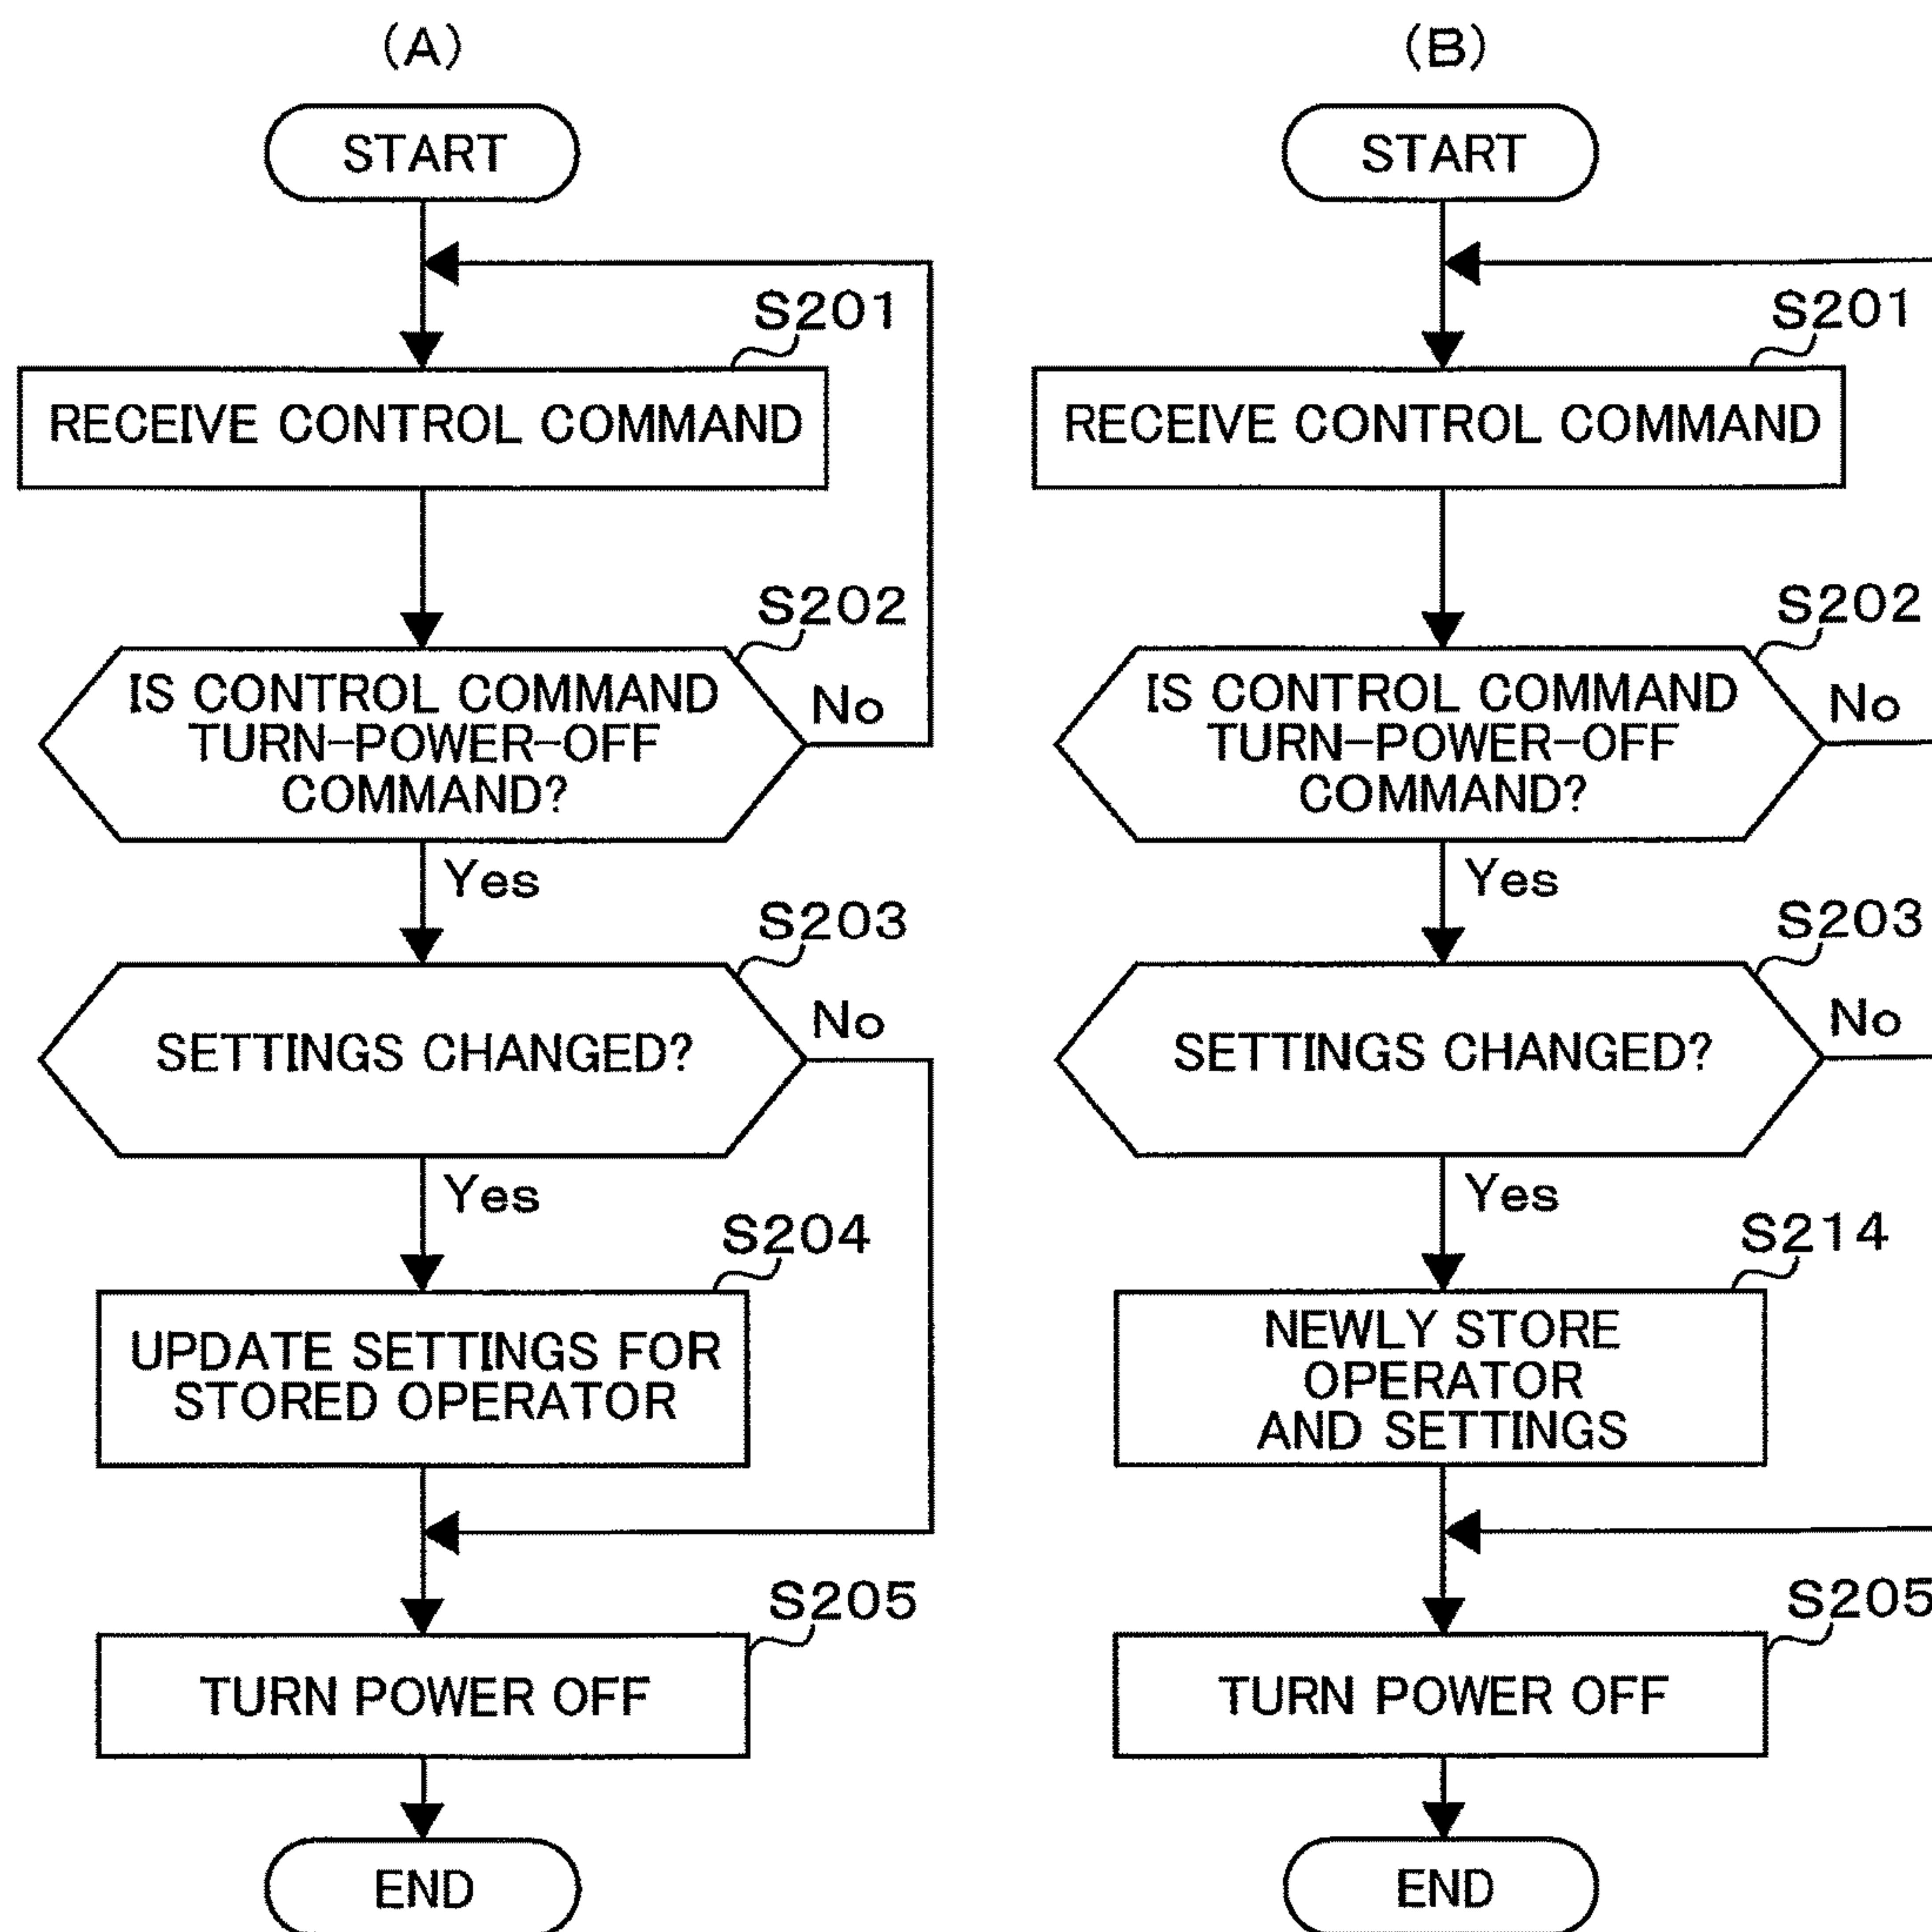 (A)
START
S201
RECEIVE CONTROL COMMAND
S202
IS CONTROL COMMAND
TURN-POWER-OFF
COMMAND?
No
Yes
S203
SETTINGS CHANGED?
No
Yes
S204
UPDATE SETTINGS FOR
STORED OPERATOR
S205
TURN POWER OFF
END
(B)
START
S201
RECEIVE CONTROL COMMAND
S202
IS CONTROL COMMAND
TURN-POWER-OFF
COMMAND?
No
Yes
S203
SETTINGS CHANGED?
No
Yes
S214
NEWLY STORE
OPERATOR
AND SETTINGS
S205
TURN POWER OFF
END